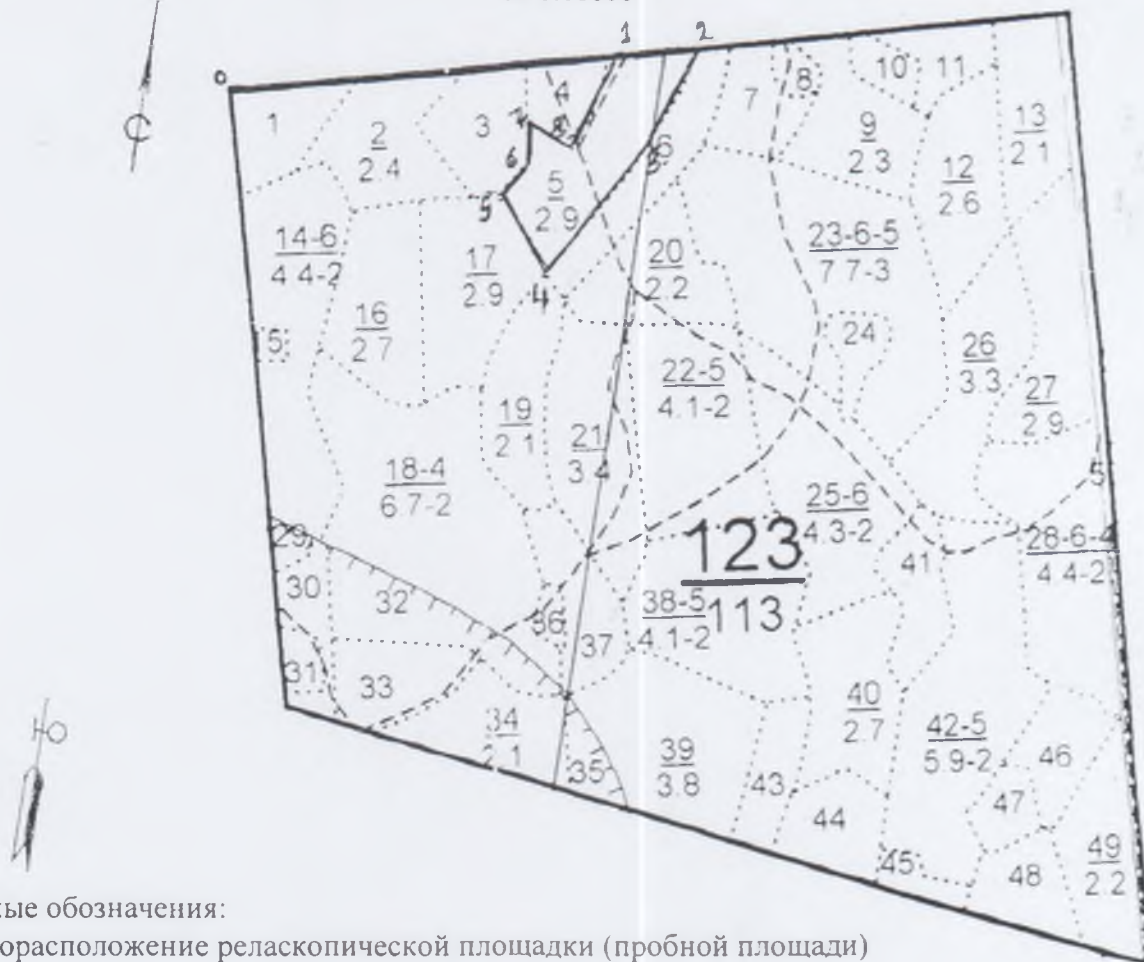 1 2
0
С
4 7 8 10 11
1 2 3 8 9 13
2.4 2.3 2 1
7 6 5 6 3 12
2.9 2.6
5
14-6 17 20 23-6-5
4 4-2 2.9 2.2 7 7-3
4
16 24 26
2.7 3.3
5 22-5 27
4.1-2 2 9
19 21
2 1 3 4
18-4 25-6 5
6 7-2 4.3-2
29 123 28-6-4
30 32 113 41 4 4-2
36 37 38-5
4.1-2
31 33 40 42-5 46
2.7 5.9-2
Ю
34 39 43 47
2.1 3.8
35 44
45 48 49
2 2
ные обозначения:
орасположение реласкопической площадки (пробной площади)